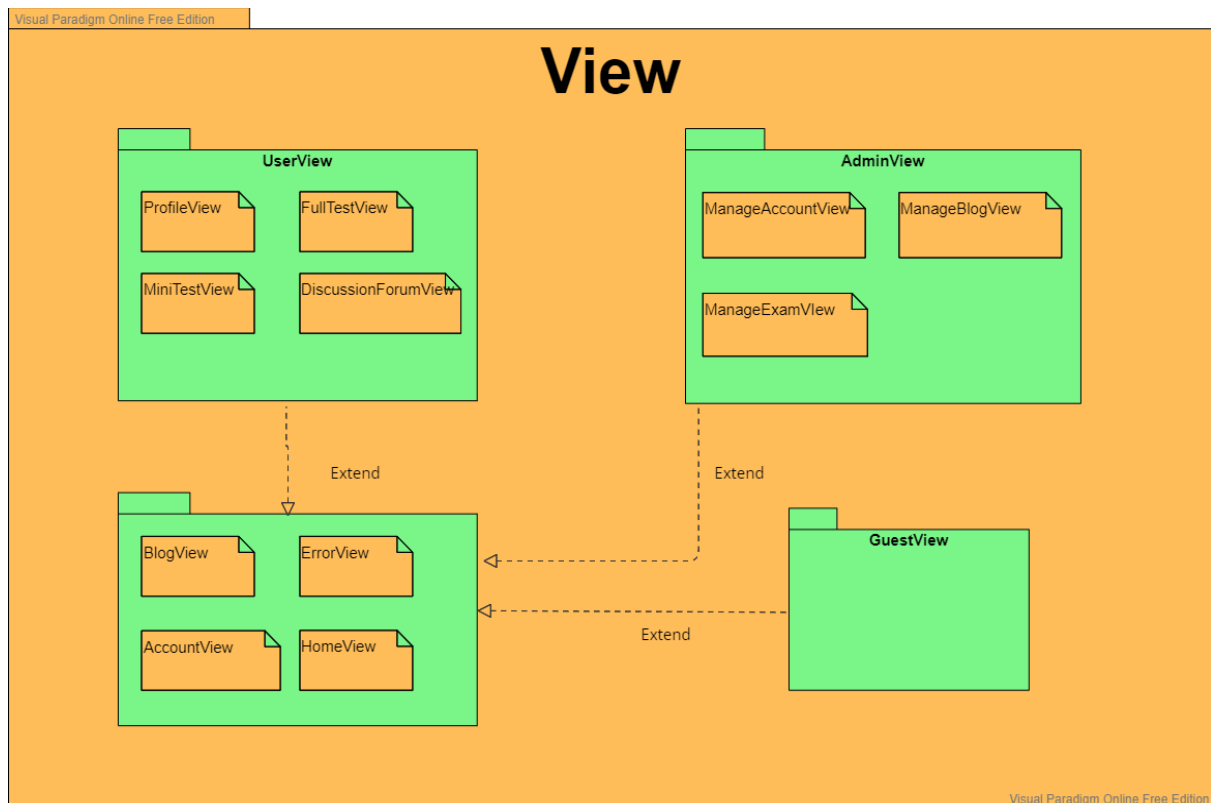 Visual Paradigm Online Free Edition
View
UserView
ProfileView
FullTestView
MiniTestView
DiscussionForumView
AdminView
ManageAccountView
ManageBlogView
ManageExamVIew
Extend
Extend
BlogView
ErrorView
AccountView
HomeView
GuestView
Extend
Visual Paradigm Online Free Edition